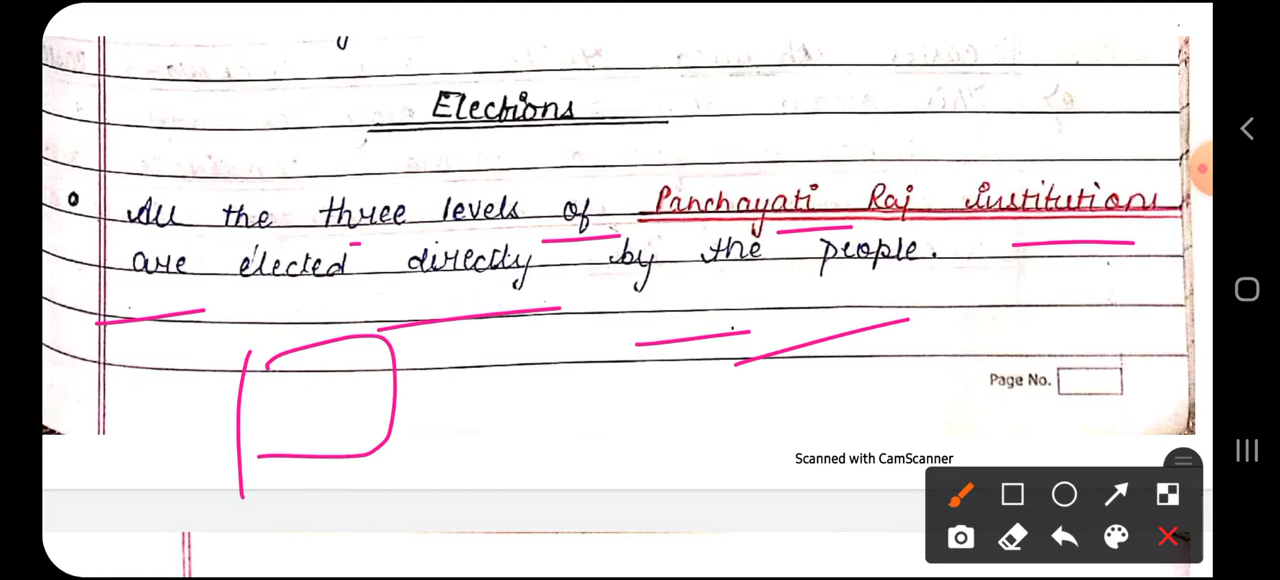 Elections
All the three levels of Panchayati Raj Institutions
are elected directly by the people.
Page No.
Scanned with CamScanner